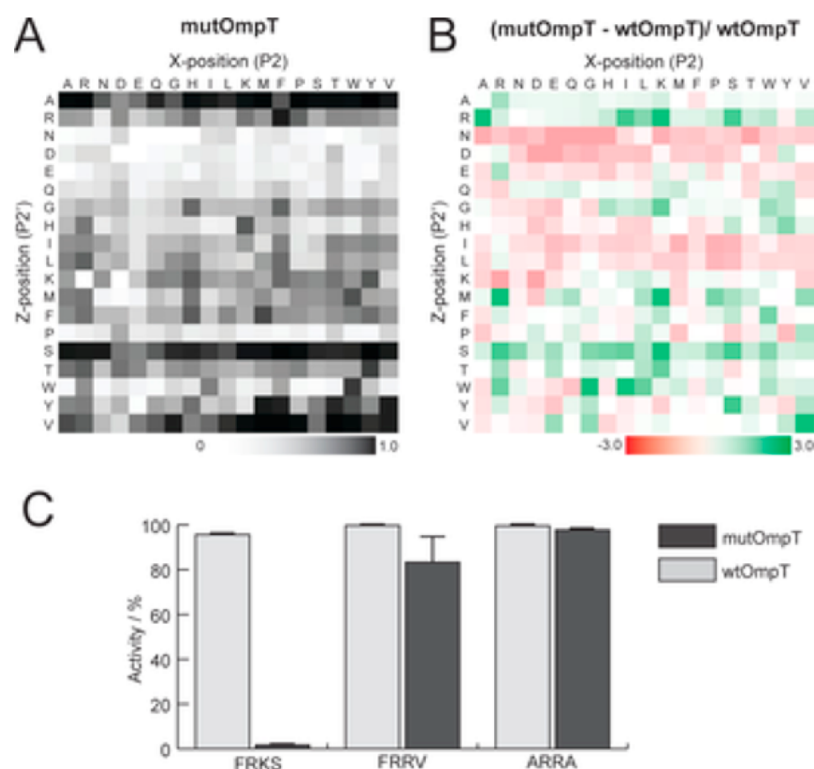 A mutOmpT
X-position (P2)
A R N D E Q G H I L K M F P S T W Y V
Z-position (P2')
A
R
N
D
E
Q
G
H
I
L
K
M
F
P
S
T
W
Y
V
0 1.0
B (mutOmpT - wtOmpT)/ wtOmpT
X-position (P2)
A R N D E Q G H I L K M F P S T W Y V
Z-position (P2')
A
R
N
D
E
Q
G
H
I
L
K
M
F
P
S
T
W
Y
V
-3.0 3.0
C
Activity / %
100
80
60
40
20
0
FRKS FRRV ARRA
mutOmpT
wtOmpT